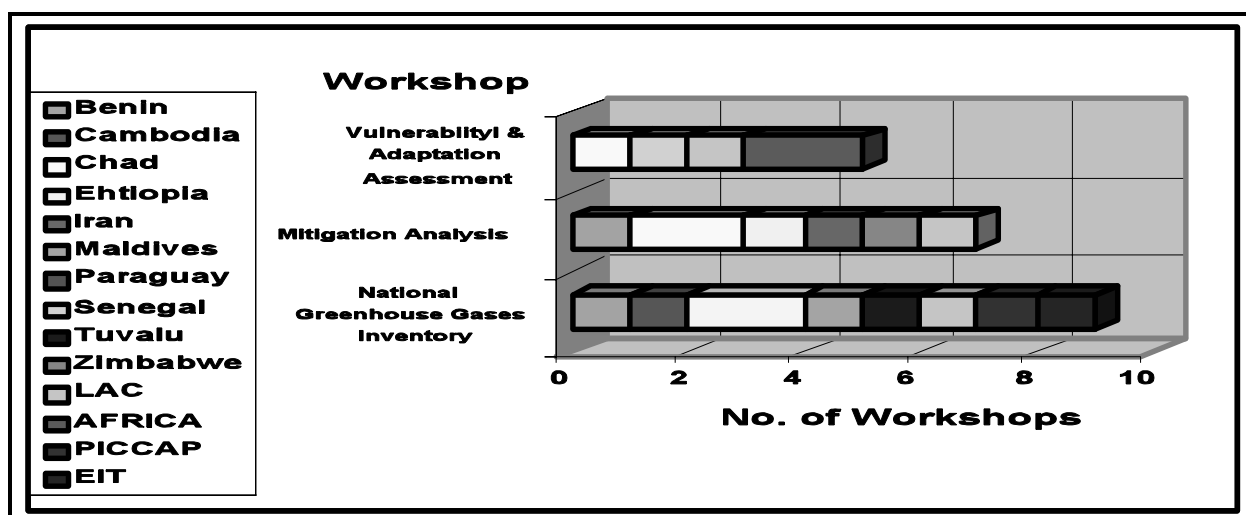 Workshop
Benin
Cambodia
Chad
Ehtiopia
Iran
Maldives
Paraguay
Senegal
Tuvalu
Zimbabwe
LAC
AFRICA
PICCAP
EIT
Vulnerabilityl &
Adaptation
Assessment
Mitigation Analysis
National
Greenhouse Gases
Inventory
0 2 4 6 8 10
No. of Workshops